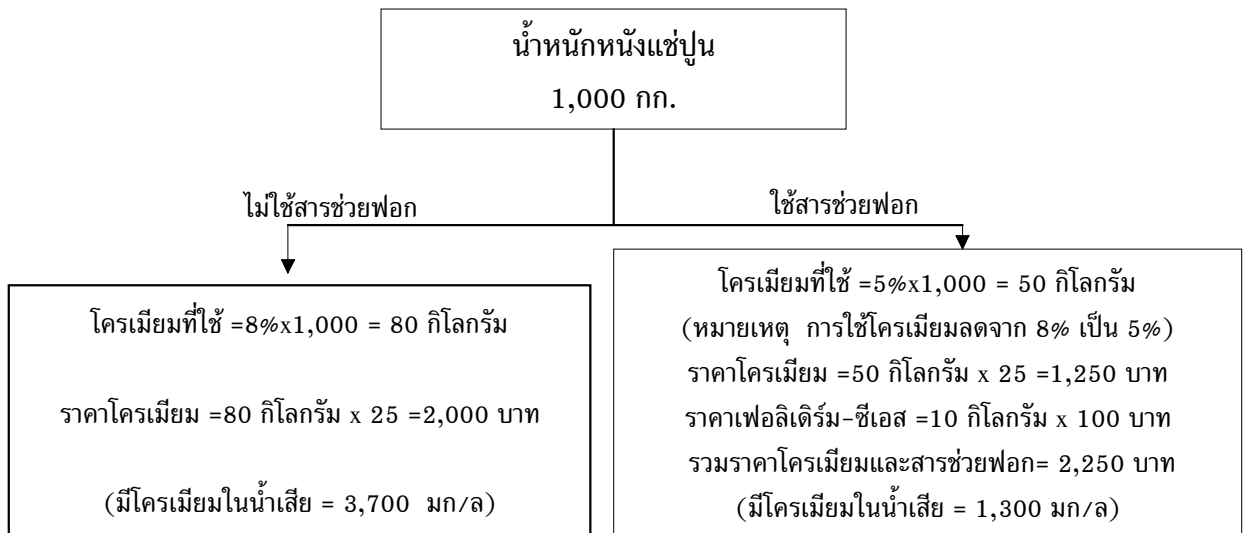 น้ำหนักหนังแช่ปูน
1,000 กก.
ไม่ใช้สารช่วยฟอก
ใช้สารช่วยฟอก
โครเมียมที่ใช้ =8%x1,000 = 80 กิโลกรัม
ราคาโครเมียม =80 กิโลกรัม x 25 =2,000 บาท
(มีโครเมียมในน้ำเสีย = 3,700 มก/ล)
โครเมียมที่ใช้ =5%x1,000 = 50 กิโลกรัม
(หมายเหตุ การใช้โครเมียมลดจาก 8% เป็น 5%)
ราคาโครเมียม =50 กิโลกรัม x 25 =1,250 บาท
ราคาเฟอลิเดิร์ม-ซีเอส =10 กิโลกรัม x 100 บาท
รวมราคาโครเมียมและสารช่วยฟอก= 2,250 บาท
(มีโครเมียมในน้ำเสีย = 1,300 มก/ล)